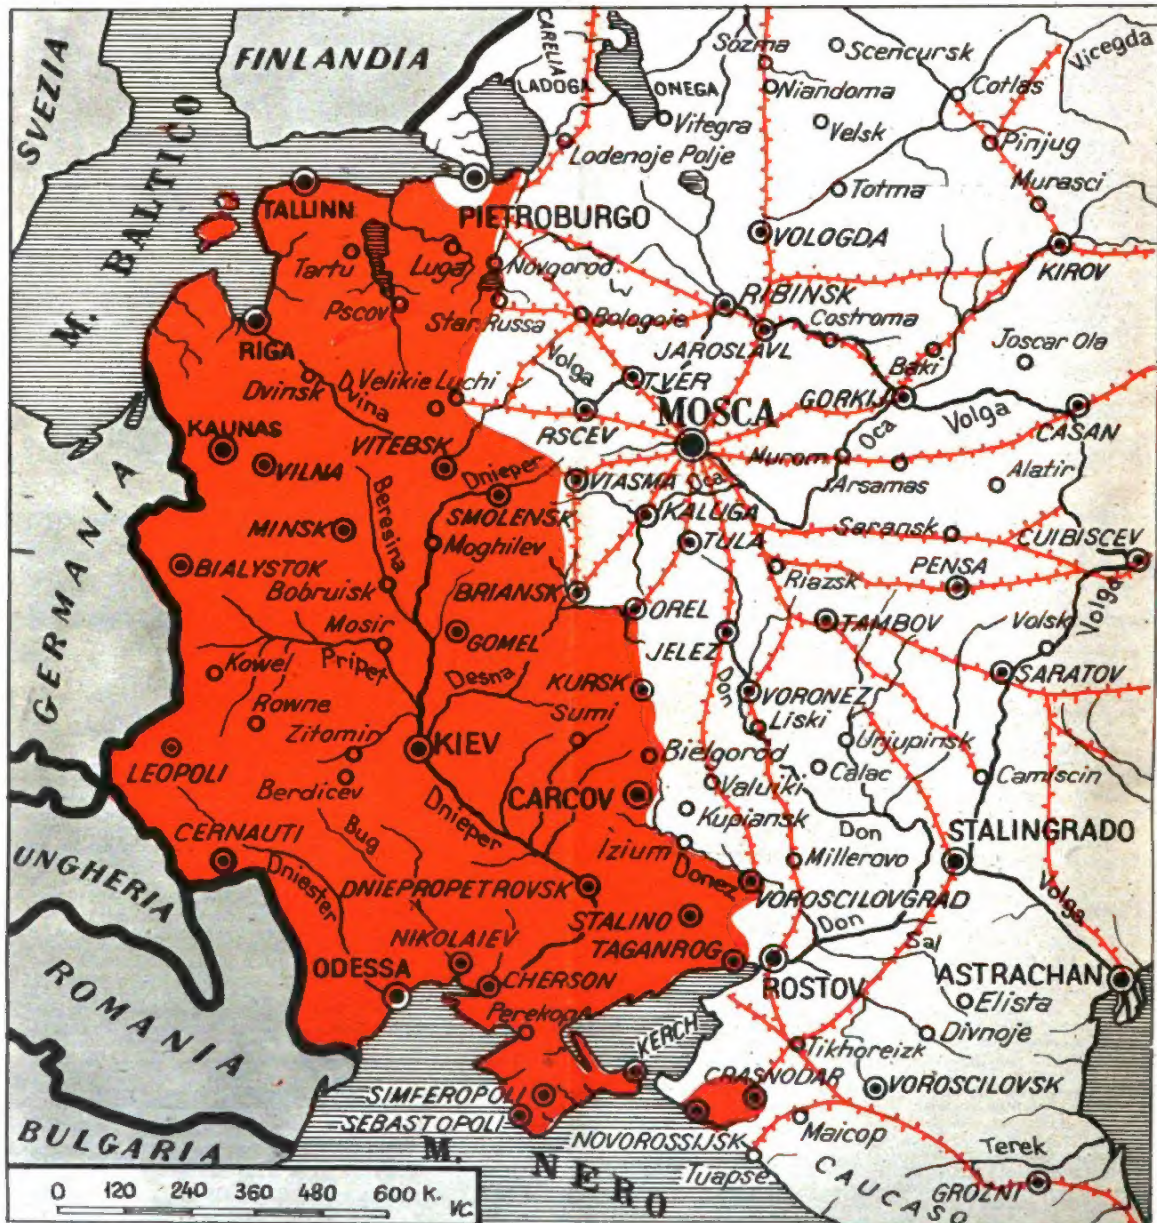 SVEZIA
FINLANDIA
M. BALTICO
CARELIA
LADOGA
ONEGA
Sozma
Scencursk
Vicegda
Niandoma
Cotlas
Vitegra
Velsk
Pinjug
Lodenoje Polje
Totma
Murasci
TALLINN
PIETROBURGO
VOLOGDA
KIROV
Tartu
Luga
Novgorod
RIBINSK
Pscov
Star. Russa
Bologoie
Costroma
Joscar Ola
RIGA
JAROSLAVL
Baki
Volga
Dvinsk
Dvina
Velikie Luchi
TVER
MOSCA
GORKIJ
Volga
CASAN
KAUNAS
VITEBSK
RSCEV
Oca
VILNA
Dnieper
VIASMA
Oca
Murom
Arsamas
Alatir
Beresina
SMOLENSK
KALUGA
MINSK
Moghilev
TULA
Saransk
CUIBISCEV
BIALYSTOK
Bobruisk
BRIANSK
Riazsk
PENSA
Volga
GERMANIA
Mosir
GOMEL
OREL
TAMBOV
Volsk
Kowel
Pripet
Desna
JELEZ
SARATOV
Rowne
KURSK
Don
VORONEZ
Sumi
Liski
Zitomir
KIEV
Bielgorod
Urjupinsk
LEOPOLI
Berdicev
Valuiki
Calac
Camiscin
CARCOV
Kupiansk
CERNAUTI
Bug
Dnieper
Izium
Don
STALINGRADO
UNGHERIA
Dniester
DNIEPROPETROVSK
Donez
Millerovo
VOROSCILOVGRAD
Volga
STALINO
Don
Sal
NIKOLAIEV
TAGANROG
ODESSA
CHERSON
ROSTOV
ASTRACHAN
Elista
ROMANIA
Perekop
KERCH
Divnoje
Tikhoreizk
CRASNODAR
VOROSCILOVSK
SIMFEROPOLI
SEBASTOPOLI
BULGARIA
M. NERO
NOVOROSSIJSK
Maicop
Terek
Tuapse
CAUCASO
GROZNI
0 120 240 360 480 600 K.
VC.